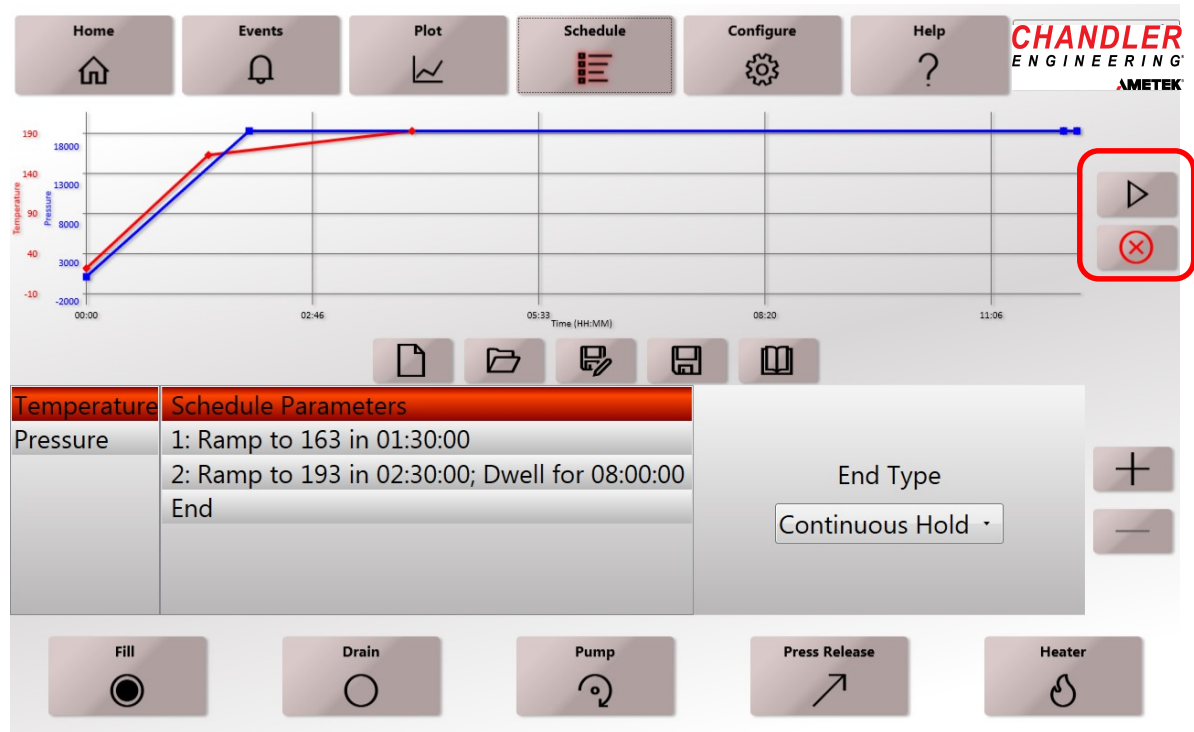 Home Events Plot Schedule Configure Help
CHANDLER
ENGINEERING
AMETEK
190
18000
140
13000
90
8000
40
3000
-10
-2000
Temperature
Pressure
00:00 02:46 05:33 08:20 11:06
Time (HH:MM)
Temperature Schedule Parameters
Pressure 1: Ramp to 163 in 01:30:00
2: Ramp to 193 in 02:30:00; Dwell for 08:00:00
End
End Type
Continuous Hold
Fill Drain Pump Press Release Heater